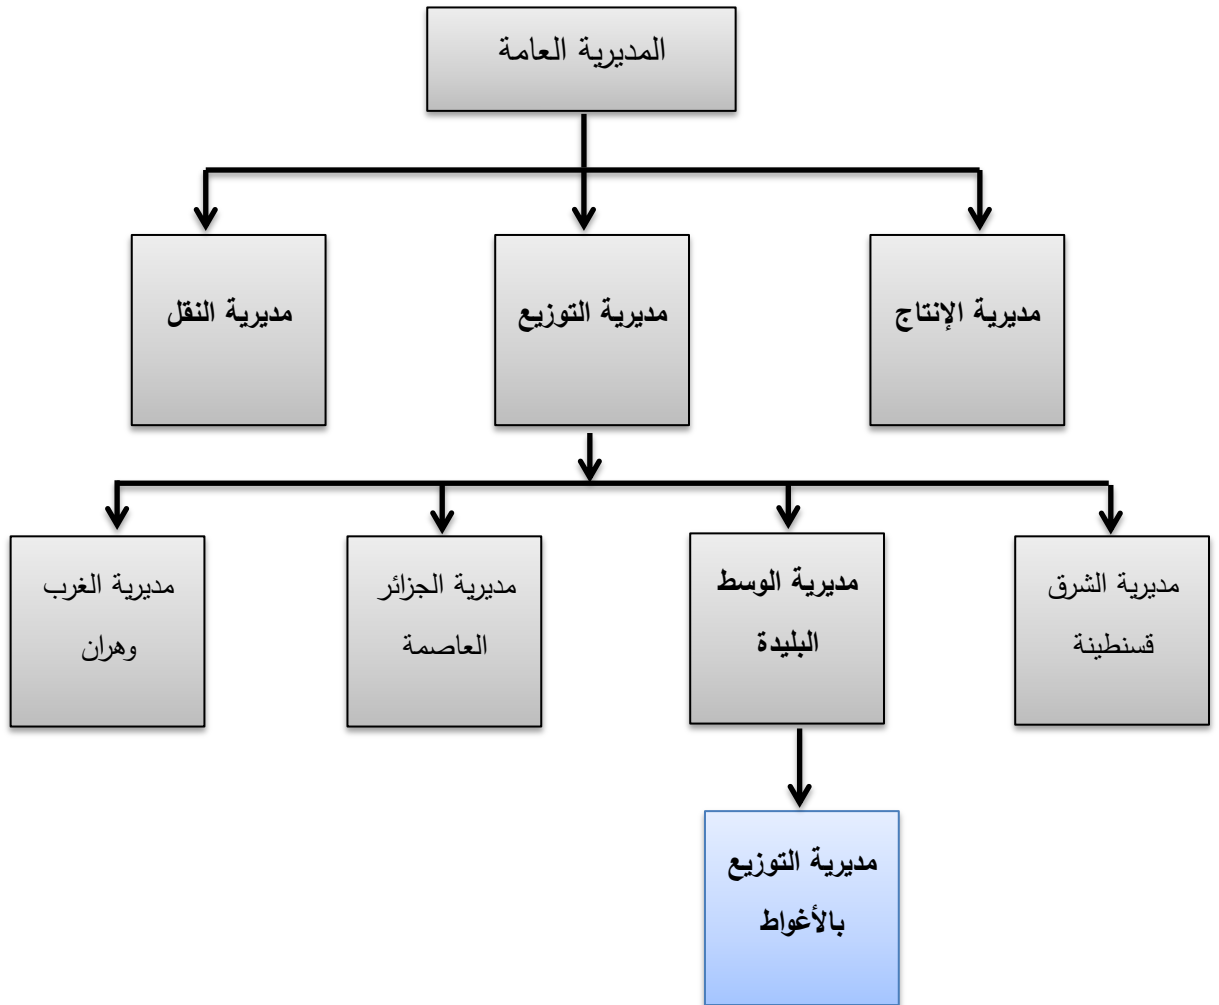 المديرية العامة
مديرية الإنتاج
مديرية التوزيع
مديرية النقل
مديرية الشرق
قسنطينة
مديرية الوسط
البليدة
مديرية الجزائر
العاصمة
مديرية الغرب
وهران
مديرية التوزيع
بالأغواط